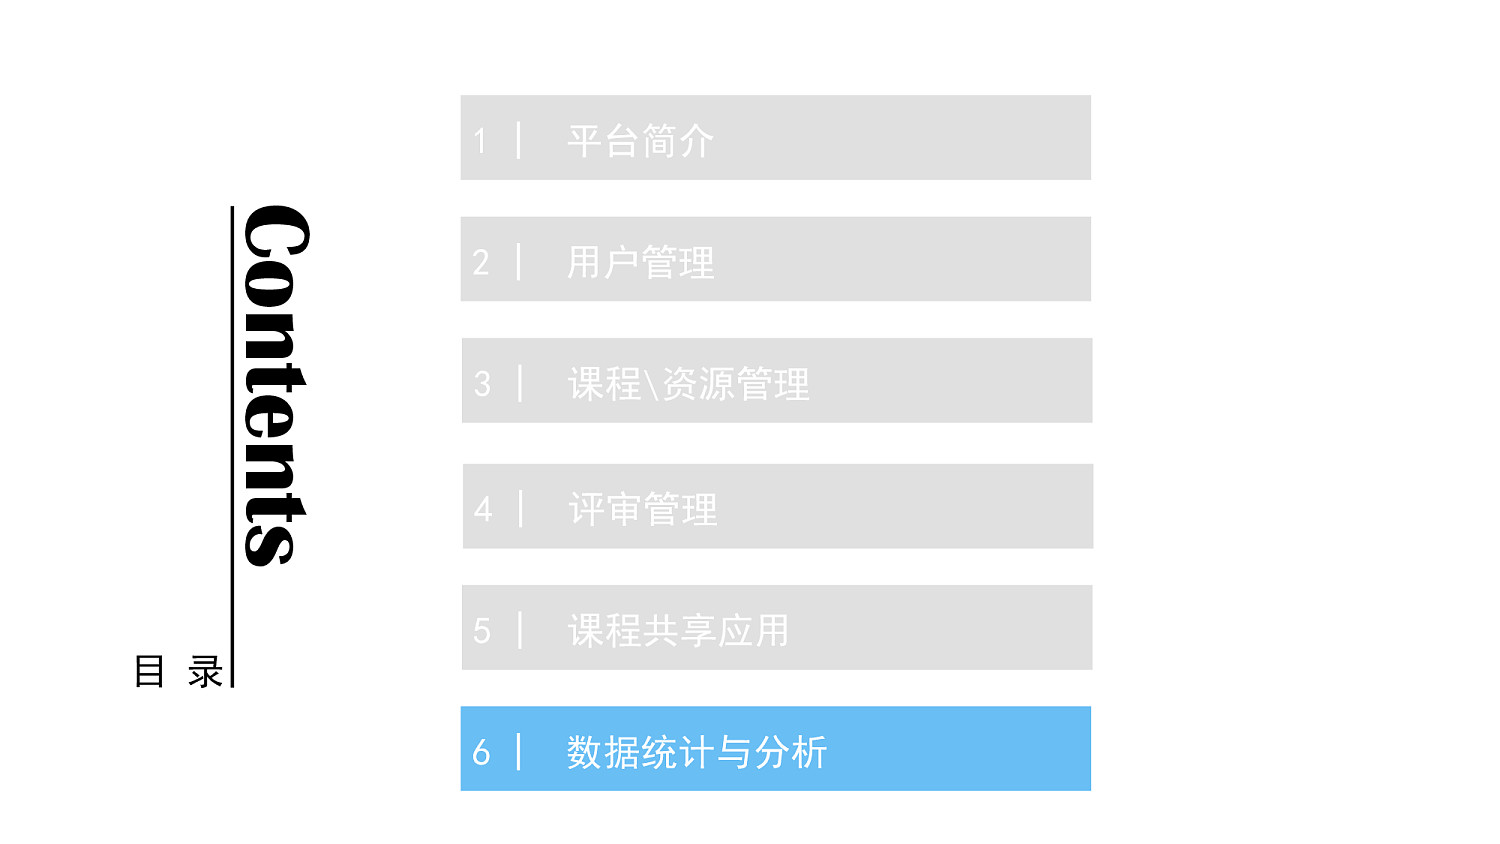 Contents
目 录
1 | 平台简介
2 | 用户管理
3 | 课程\资源管理
4 | 评审管理
5 | 课程共享应用
6 | 数据统计与分析